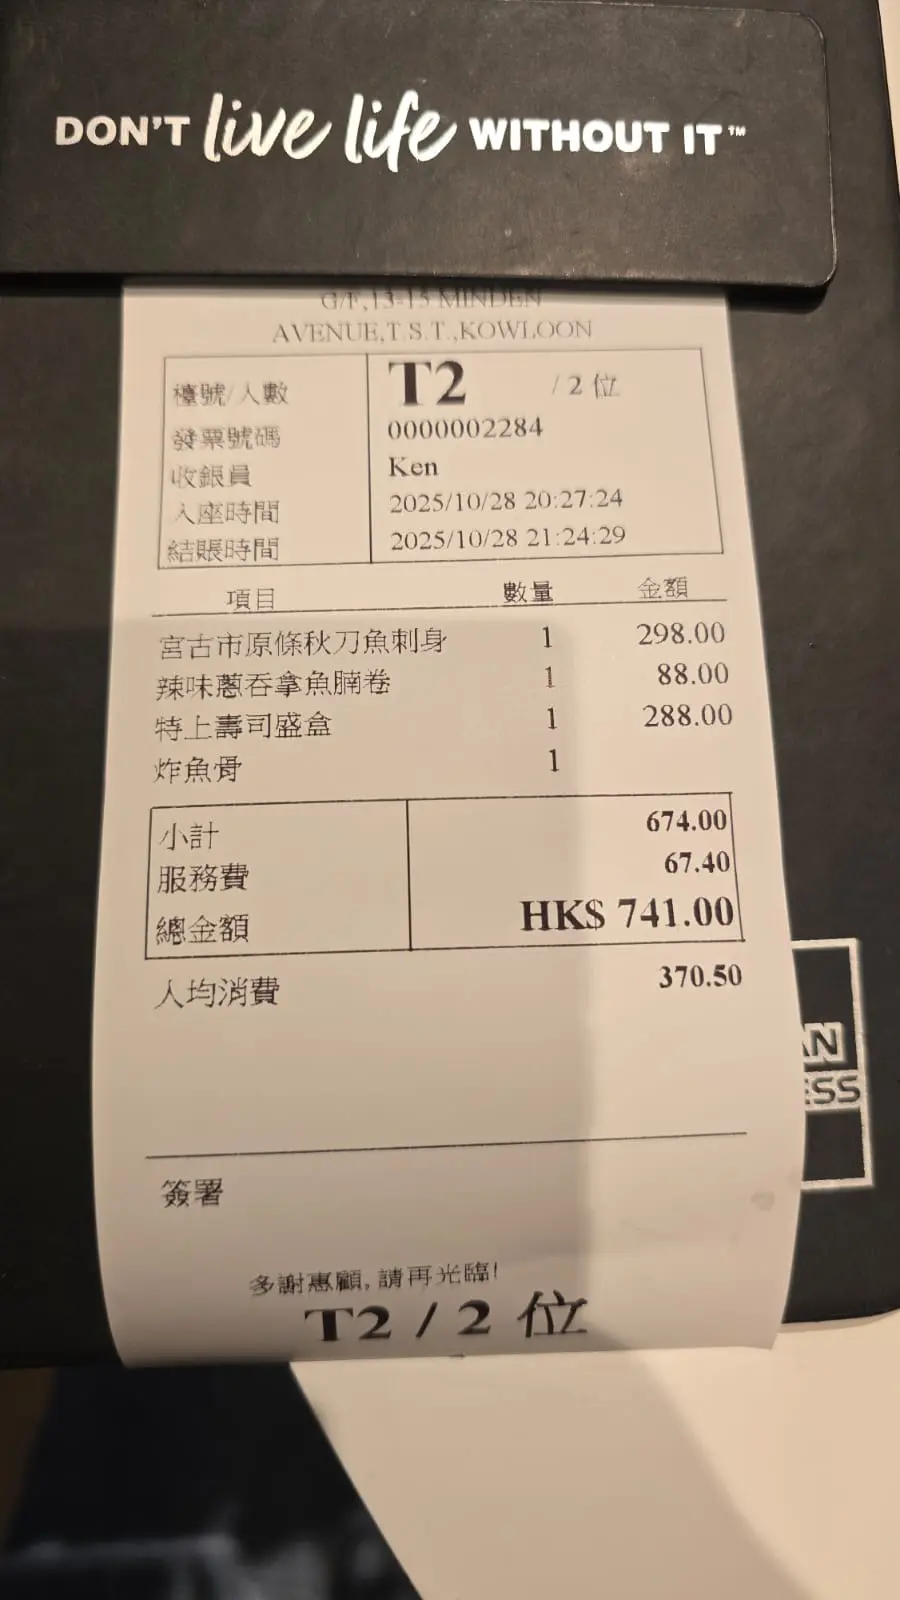 DON'T live life WITHOUT IT™
G/F,13-15 MINDEN
AVENUE,T.S.T.,KOWLOON
檯號/人數 T2 / 2 位
發票號碼 0000002284
收銀員 Ken
入座時間 2025/10/28 20:27:24
結賬時間 2025/10/28 21:24:29
項目 數量 金額
宮古市原條秋刀魚刺身 1 298.00
辣味蔥吞拿魚腩卷 1 88.00
特上壽司盛盒 1 288.00
炸魚骨 1
小計 674.00
服務費 67.40
總金額 HK$ 741.00
人均消費 370.50
AN
ESS
簽署
多謝惠顧,請再光臨!
T2 / 2 位